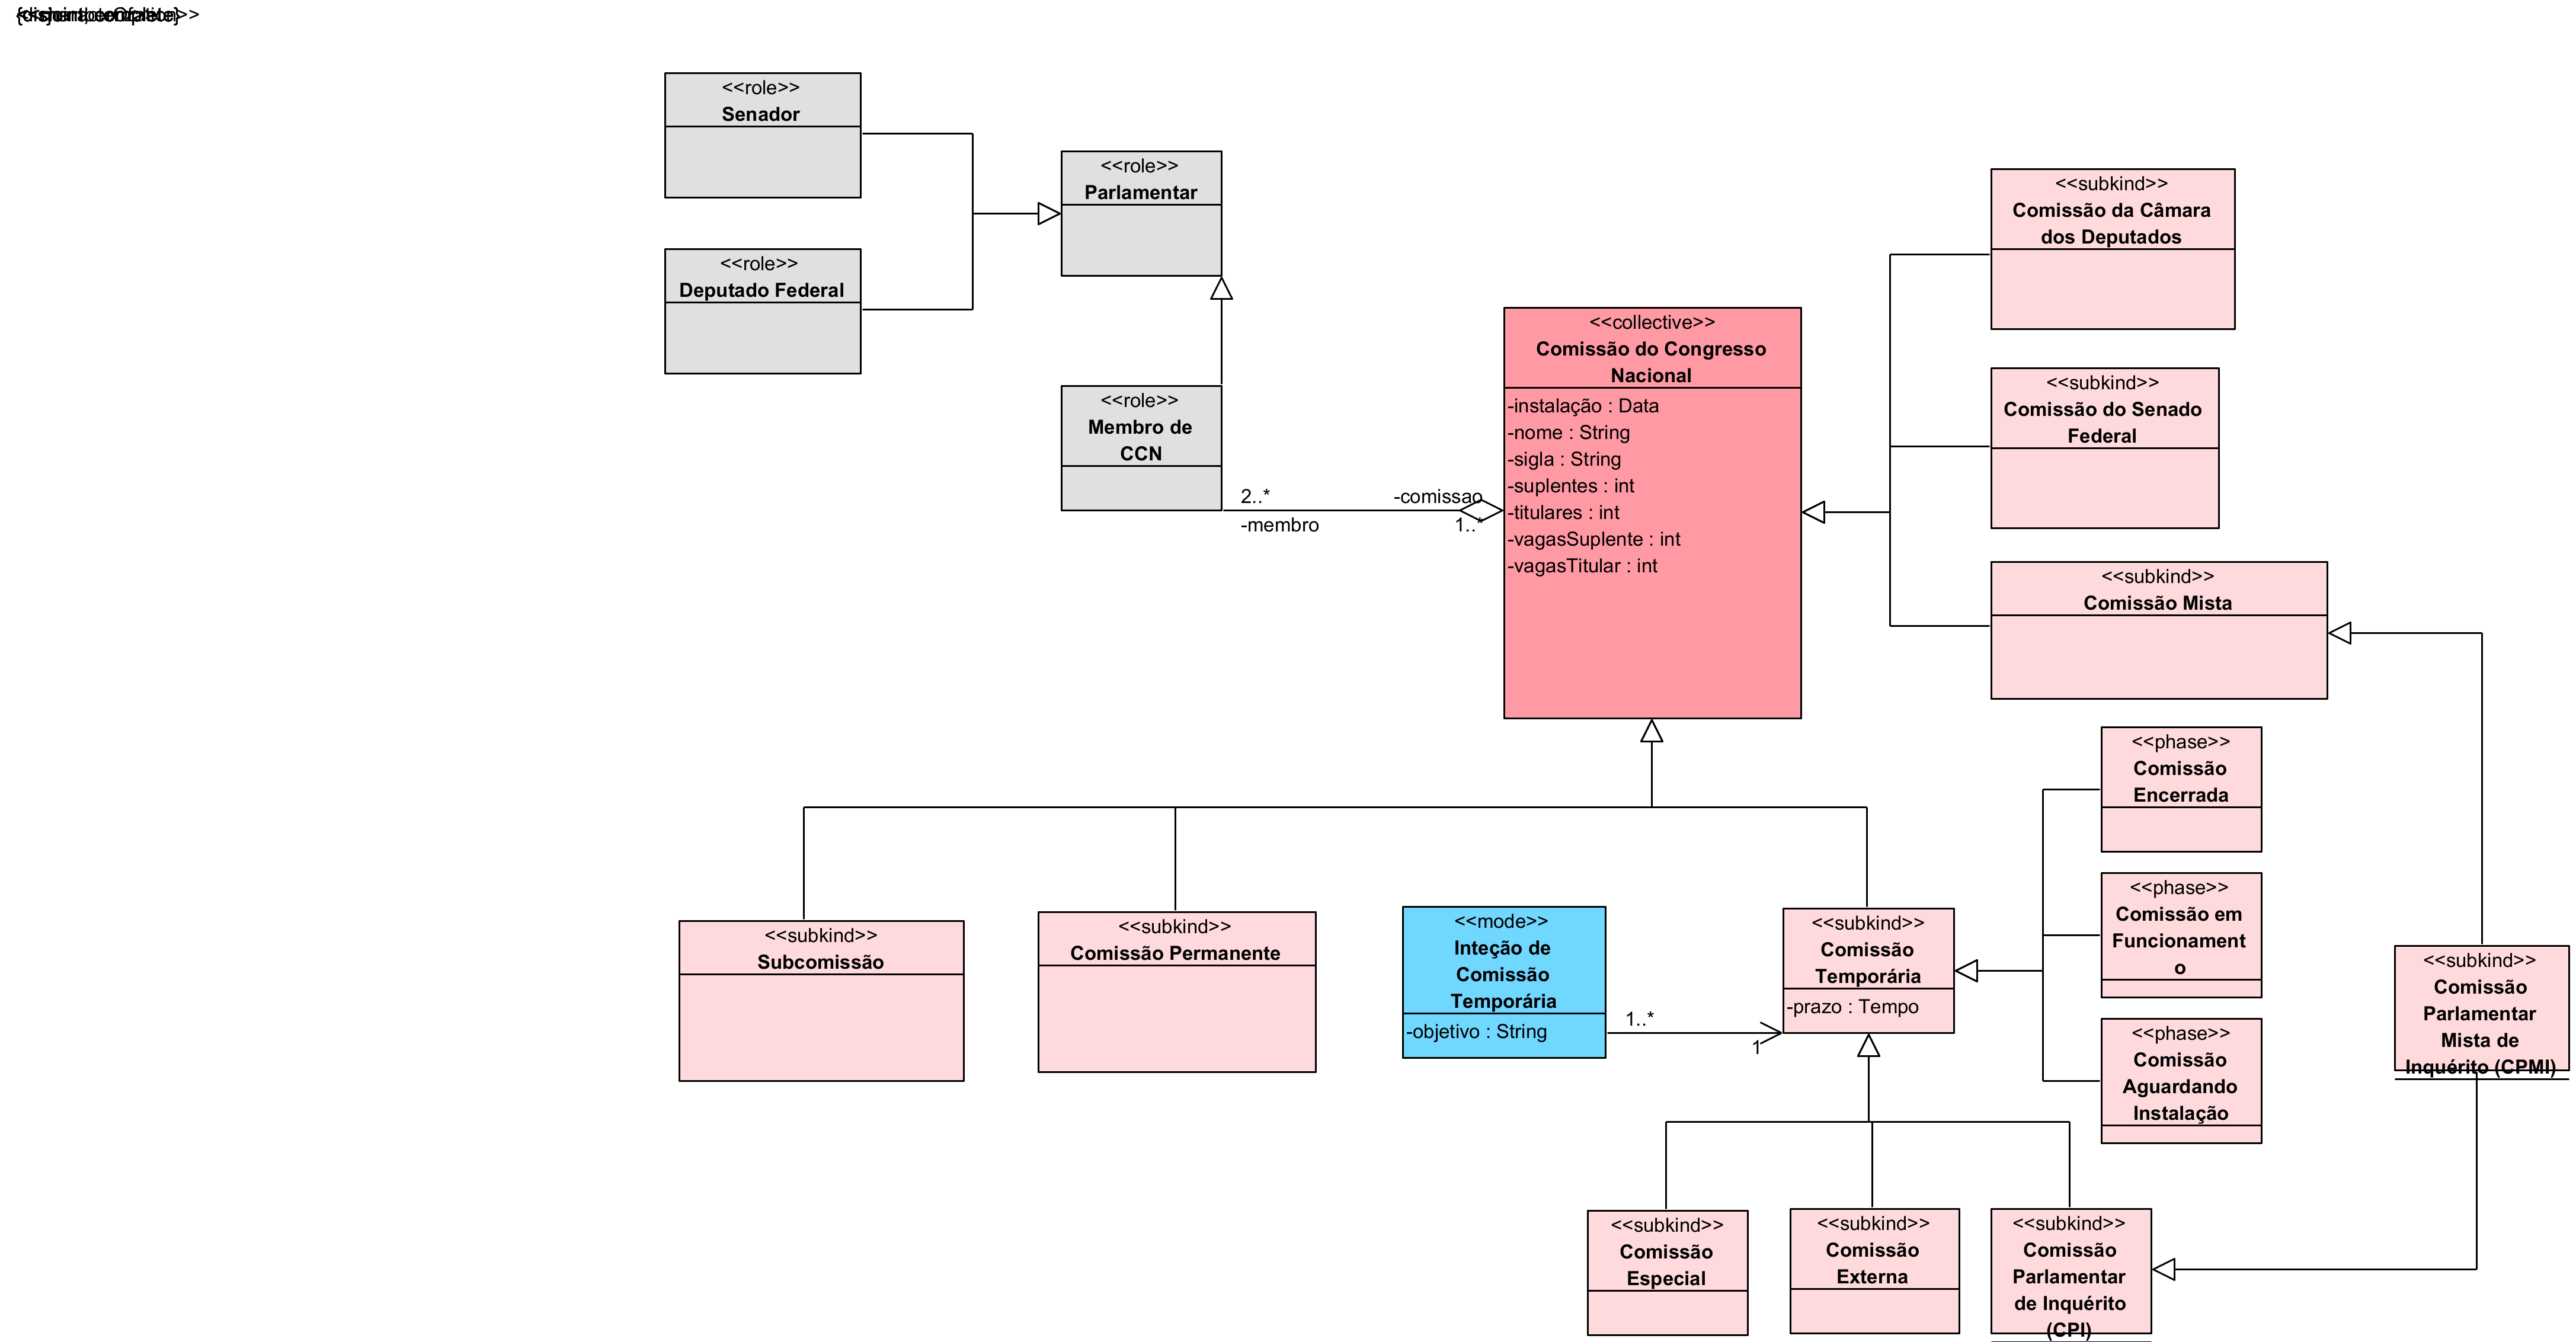 <<role>>
Senador
<<role>>
Deputado Federal
<<role>>
Parlamentar
<<role>>
Membro de
CCN
2..*
-membro
-comissao
1..*
<<collective>>
Comissão do Congresso
Nacional
-instalação : Data
-nome : String
-sigla : String
-suplentes : int
-titulares : int
-vagasSuplente : int
-vagasTitular : int
<<subkind>>
Comissão da Câmara
dos Deputados
<<subkind>>
Comissão do Senado
Federal
<<subkind>>
Comissão Mista
<<phase>>
Comissão
Encerrada
<<phase>>
Comissão em
Funcionament
o
<<phase>>
Comissão
Aguardando
Instalação
<<subkind>>
Comissão
Parlamentar
Mista de
Inquérito (CPMI)
<<subkind>>
Subcomissão
<<subkind>>
Comissão Permanente
<<mode>>
Inteção de
Comissão
Temporária
-objetivo : String
1..*
1
<<subkind>>
Comissão
Temporária
-prazo : Tempo
<<subkind>>
Comissão
Especial
<<subkind>>
Comissão
Externa
<<subkind>>
Comissão
Parlamentar
de Inquérito
(CPI)